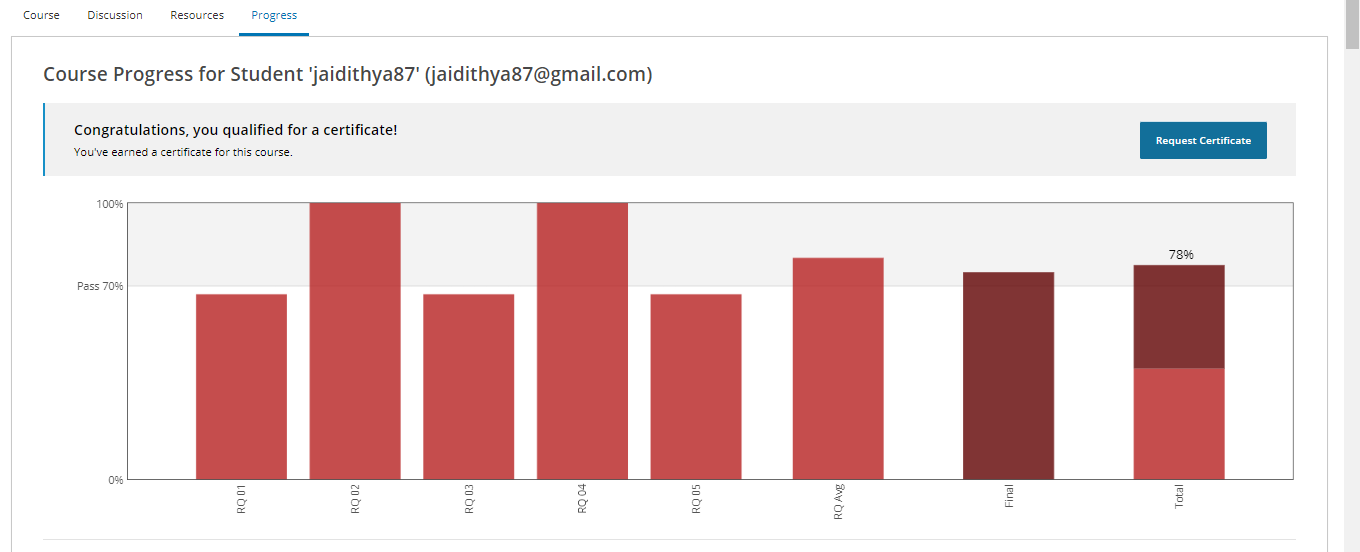 Course Discussion Resources Progress
Course Progress for Student 'jaidithya87' (jaidithya87@gmail.com)
Congratulations, you qualified for a certificate!
You've earned a certificate for this course.
Request Certificate
100%
78%
Pass 70%
0%
RQ 01
RQ 02
RQ 03
RQ 04
RQ 05
RQ Avg
Final
Total